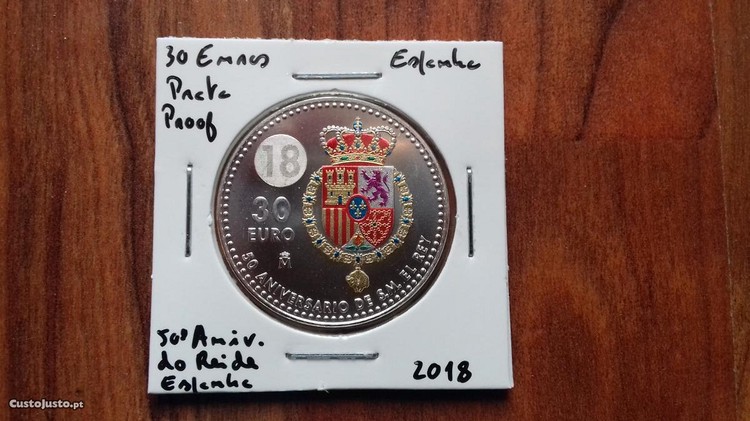 30 Euros
Prata
Proof
Espanha
18
30
EURO
50 ANIVERSARIO DE S.M. EL REY
50º Aniv.
do Rei de
Espanha
2018
CustoJusto.pt